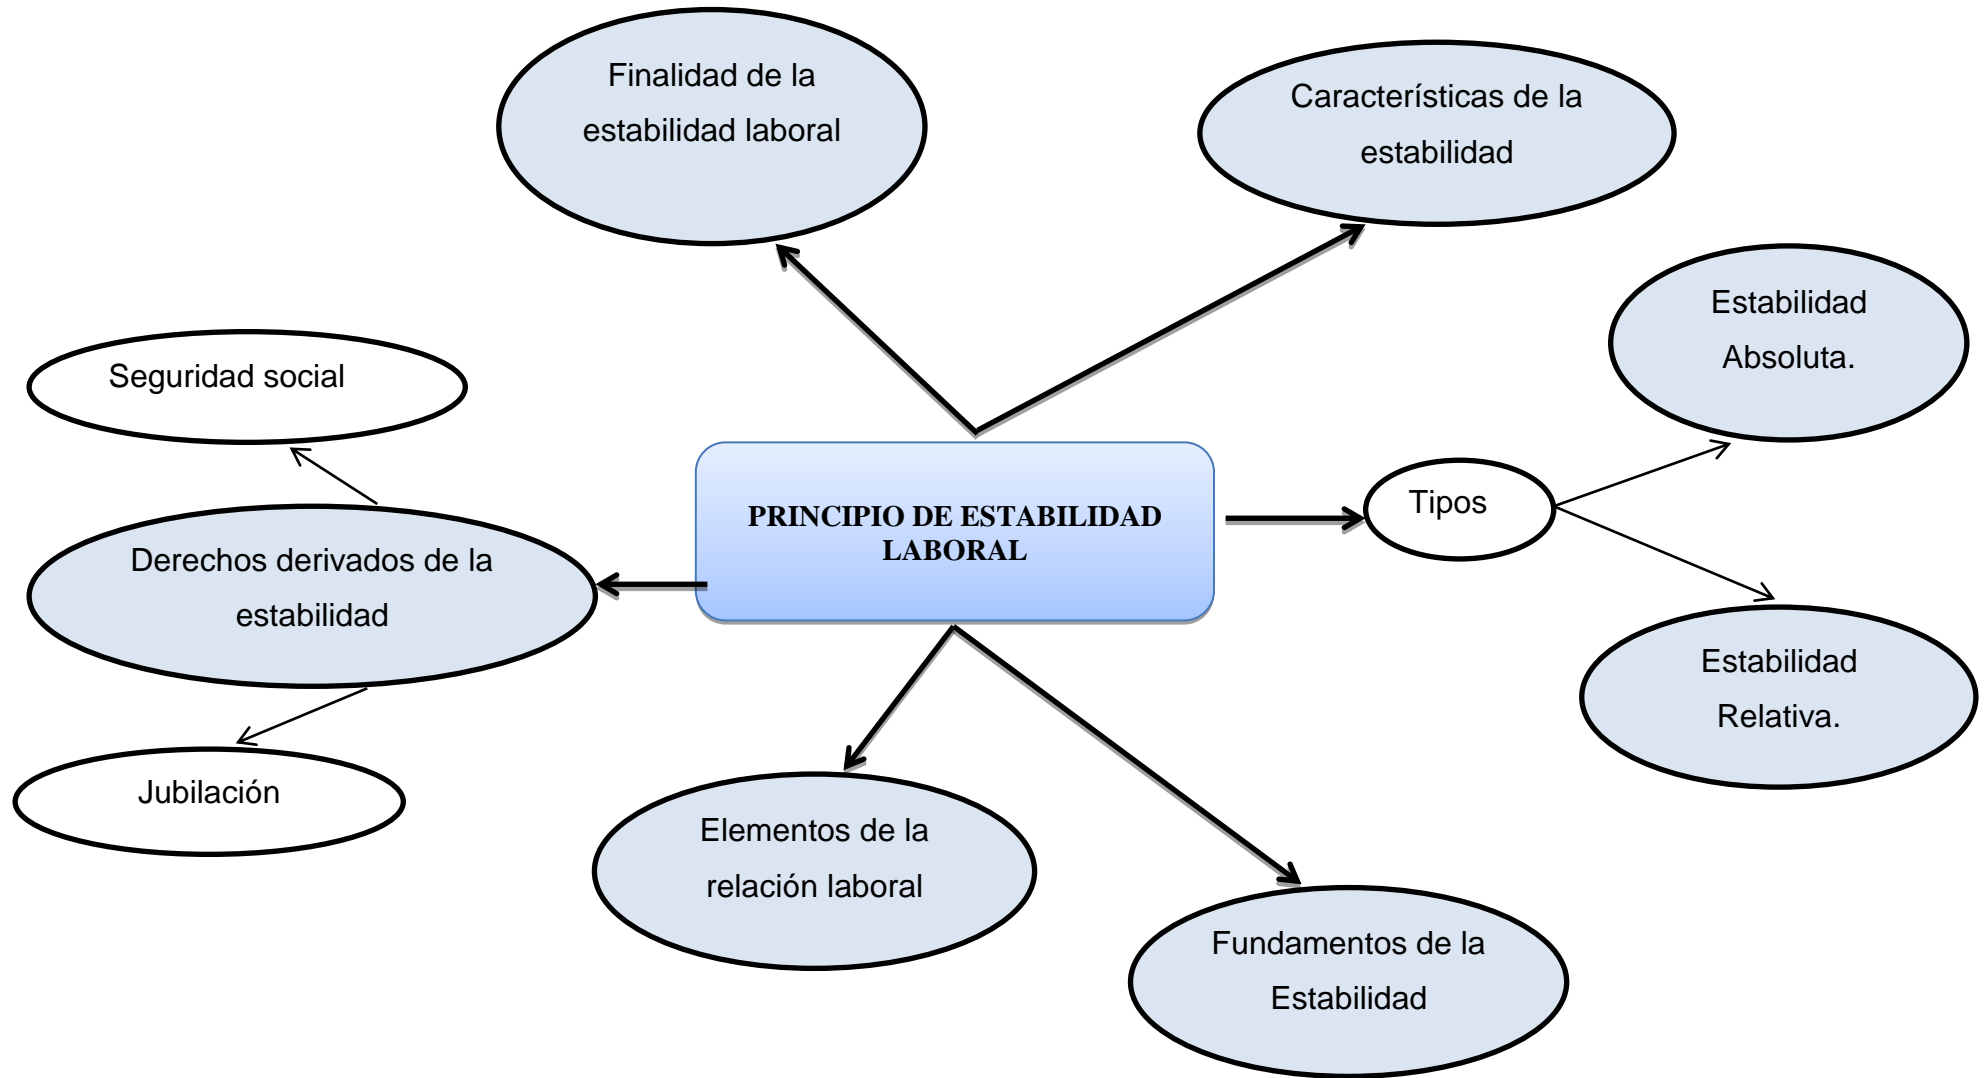 Finalidad de la
estabilidad laboral
Características de la
estabilidad
Estabilidad
Absoluta.
Seguridad social
Tipos
PRINCIPIO DE ESTABILIDAD
LABORAL
Derechos derivados de la
estabilidad
Estabilidad
Relativa.
Jubilación
Elementos de la
relación laboral
Fundamentos de la
Estabilidad